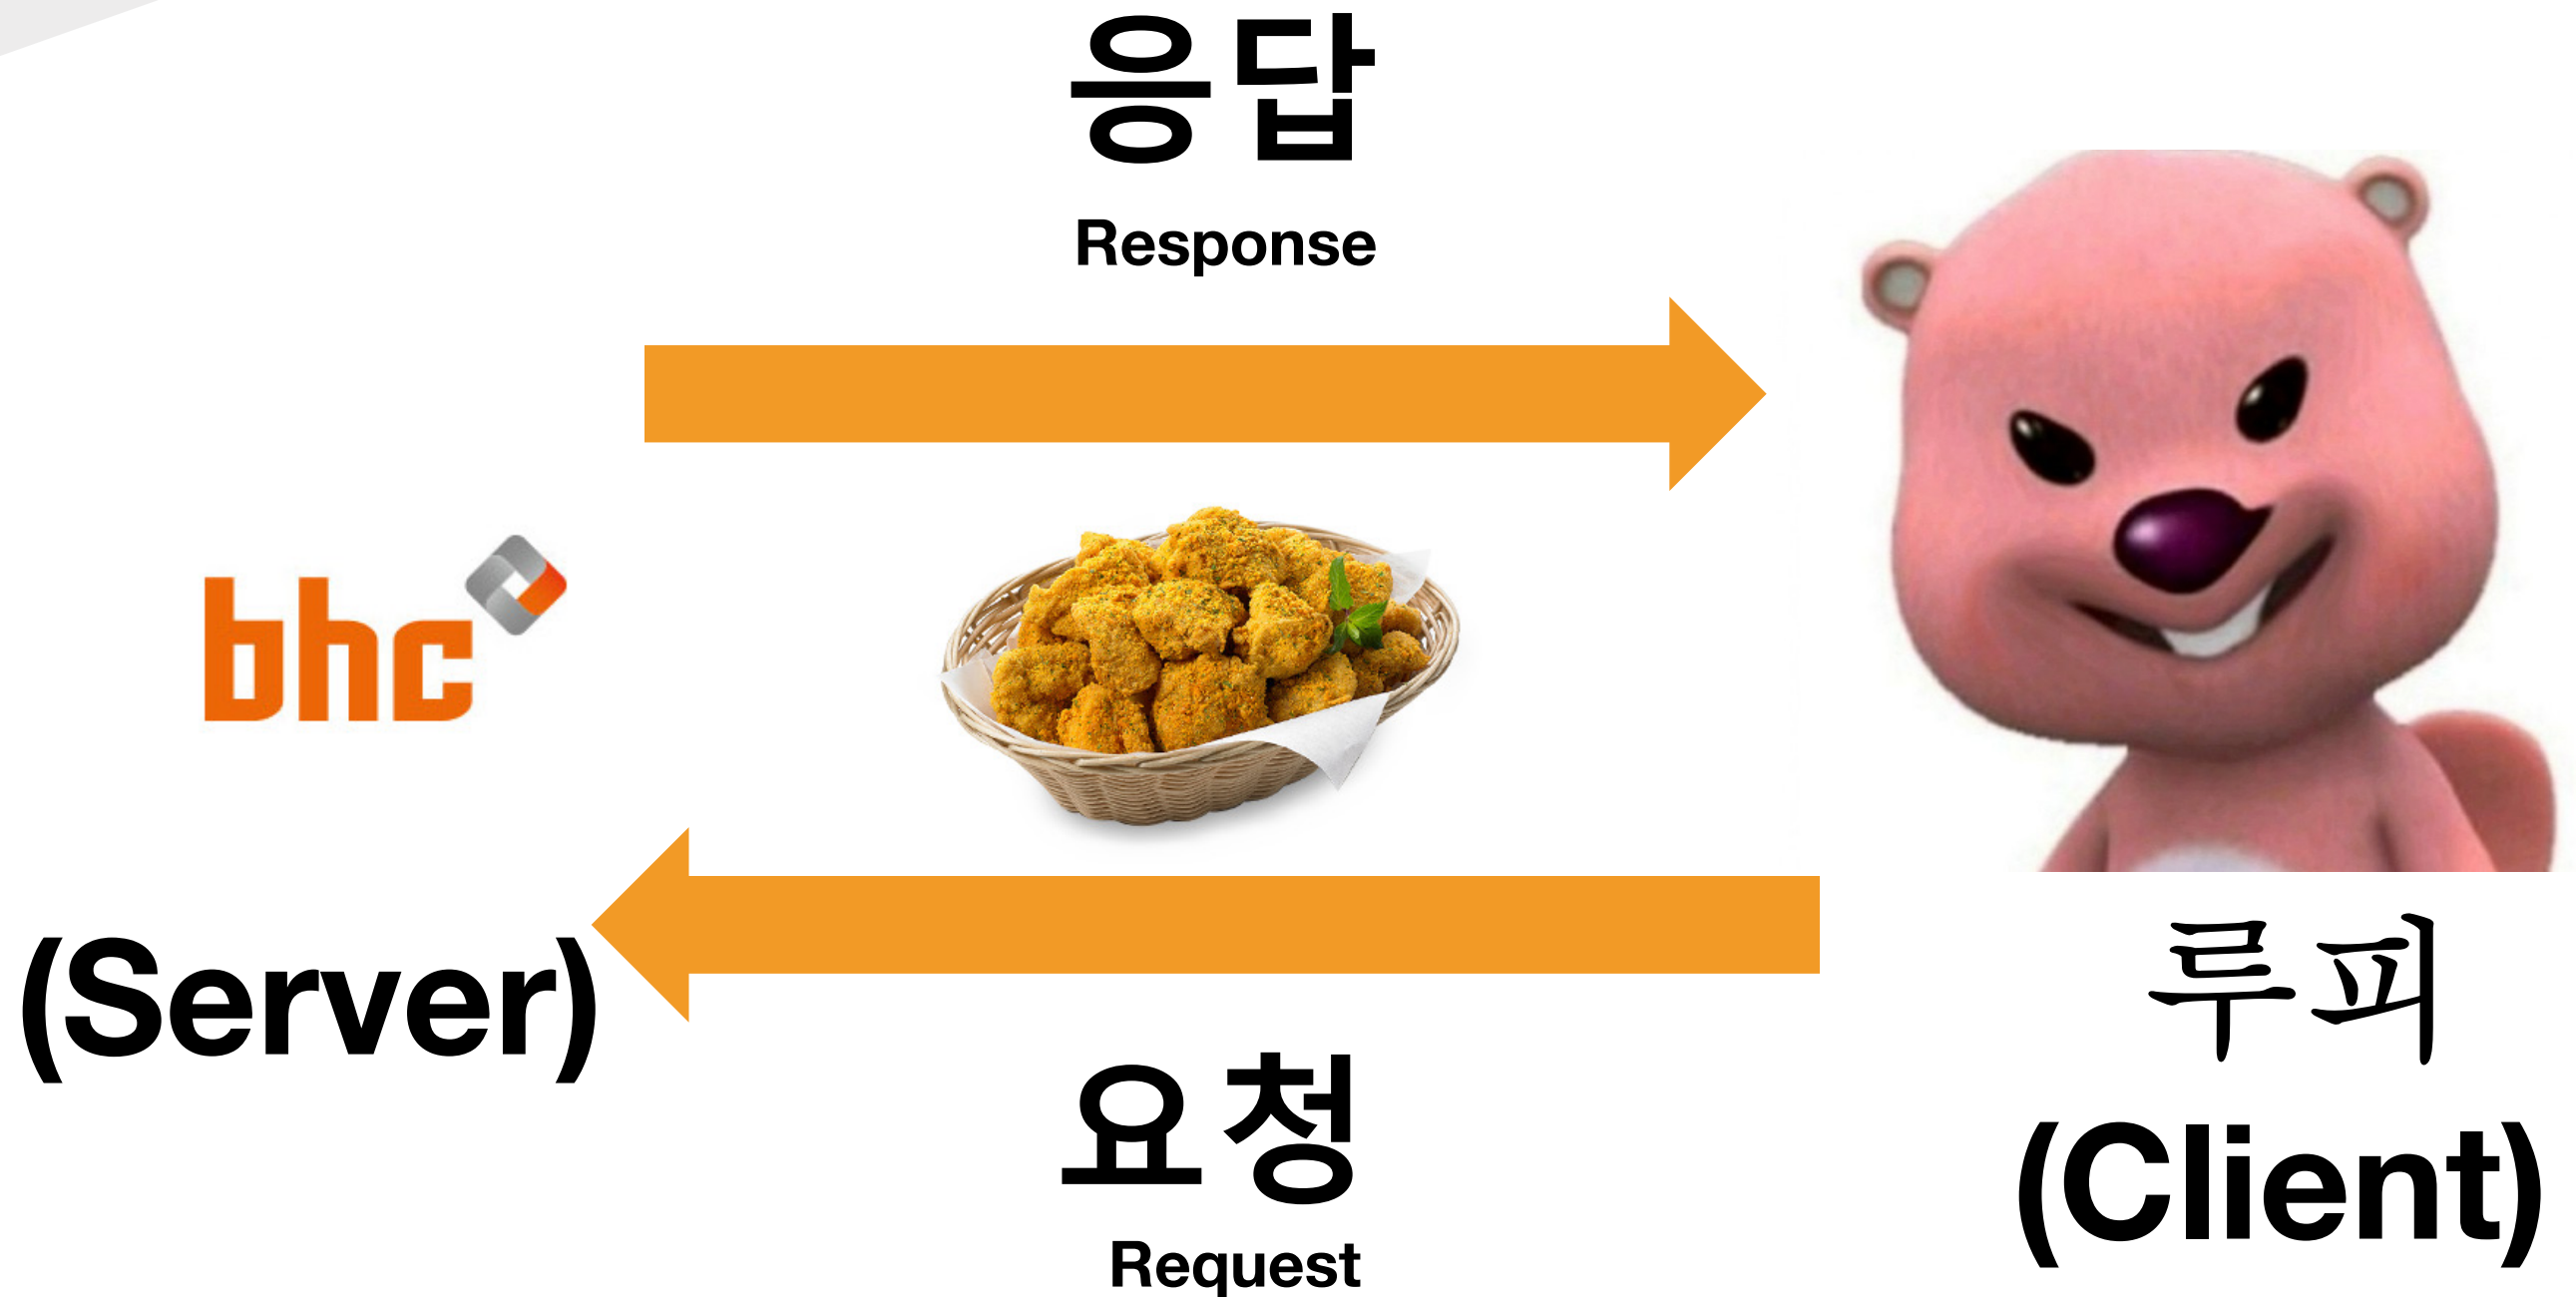 응답
Response
bhc
(Server)
루피
(Client)
요청
Request